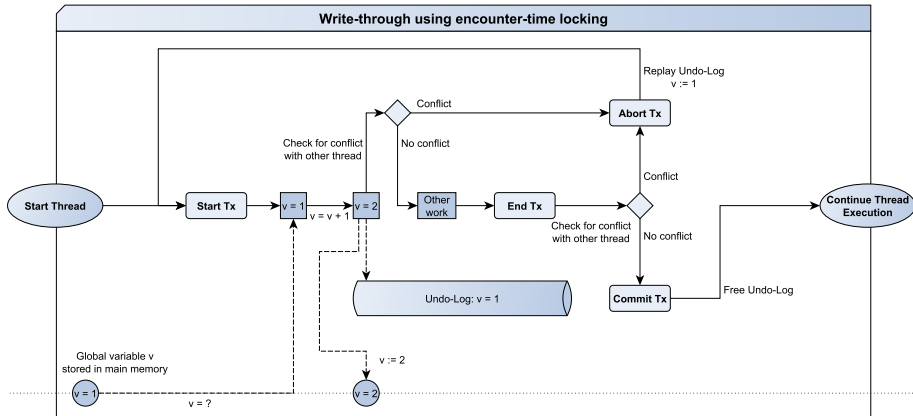 Write-through using encounter-time locking
Replay Undo-Log
v := 1
Conflict
Abort Tx
Check for conflict
with other thread
No conflict
Conflict
Start Thread
Start Tx
v = 1
v = v + 1
v = 2
Other
work
End Tx
Check for conflict
with other thread
No conflict
Continue Thread
Execution
Undo-Log: v = 1
Commit Tx
Free Undo-Log
Global variable v
stored in main memory
v := 2
v = 1
v = ?
v = 2